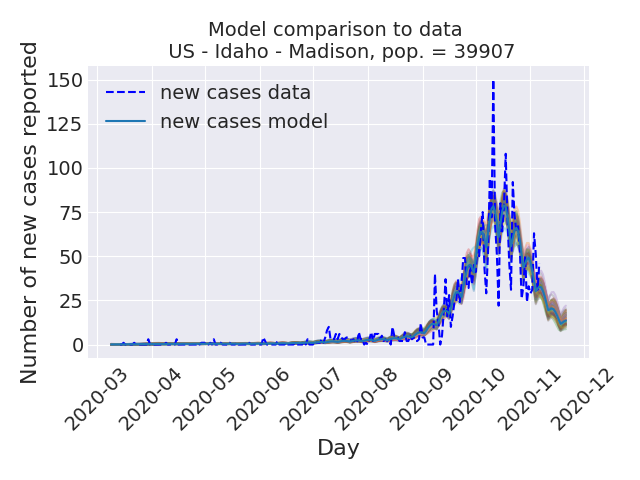 Model comparison to data
US - Idaho - Madison, pop. = 39907
Number of new cases reported
150
125
100
75
50
25
0
new cases data
new cases model
2020-03
2020-04
2020-05
2020-06
2020-07
2020-08
2020-09
2020-10
2020-11
2020-12
Day